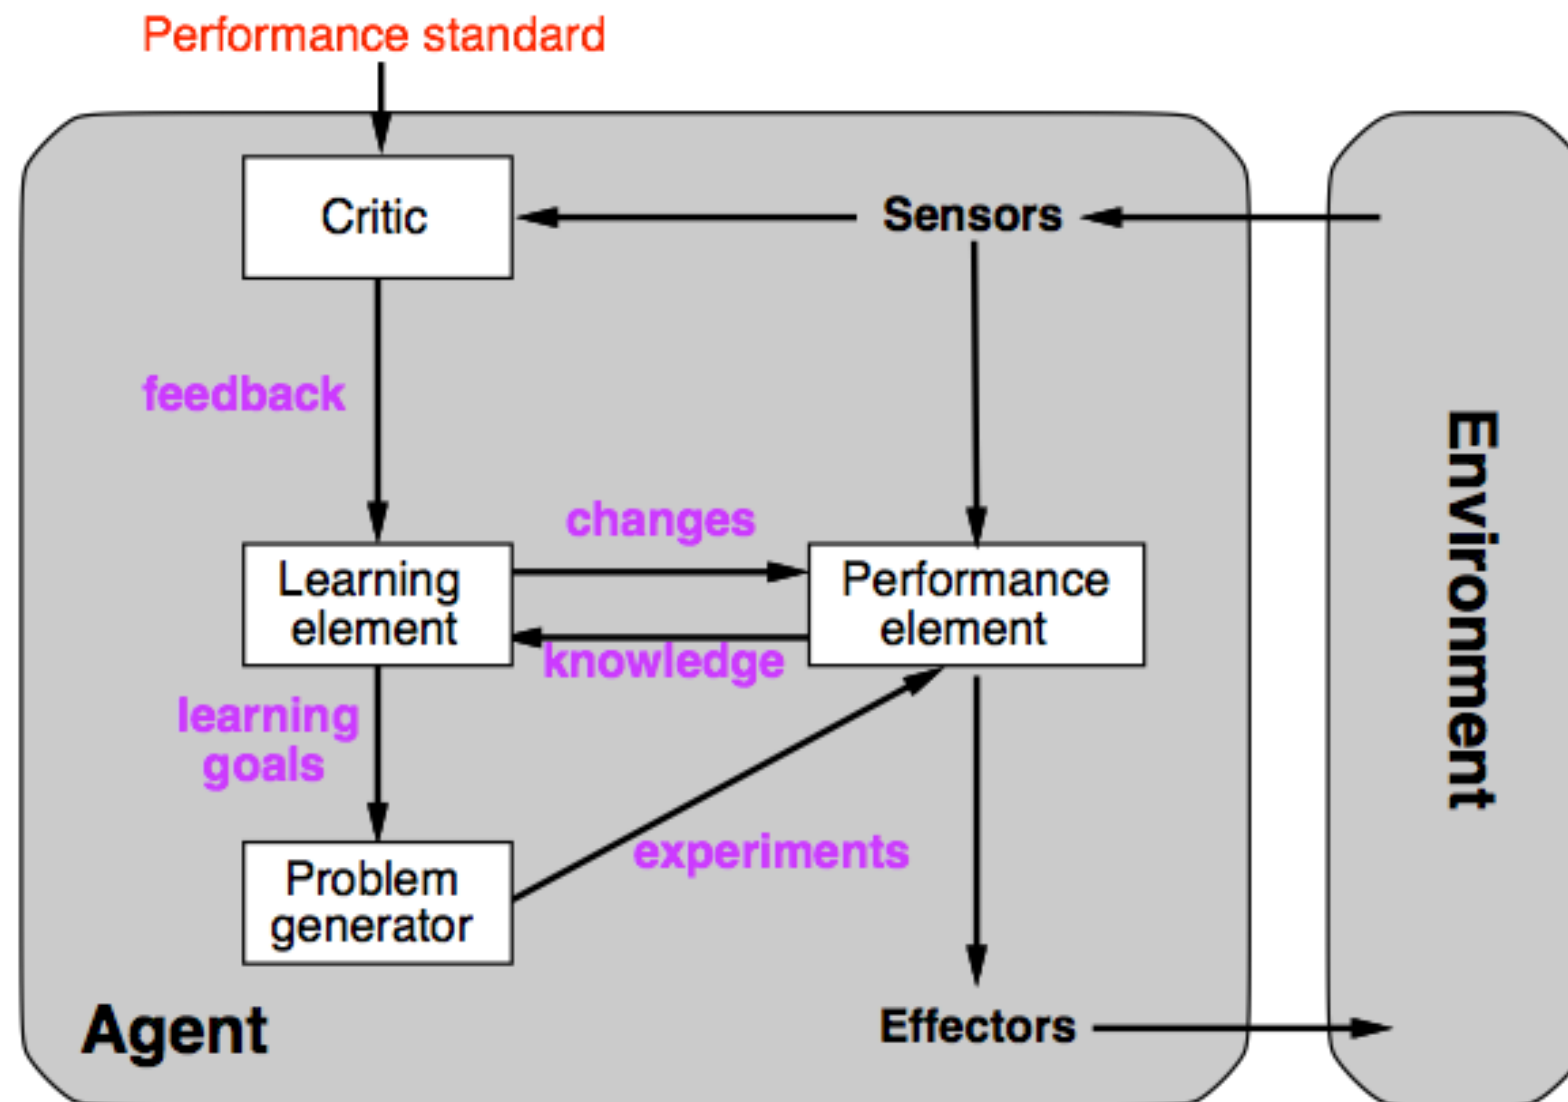 Performance standard
Critic
Sensors
feedback
changes
Learning
element
Performance
element
knowledge
learning
goals
experiments
Problem
generator
Agent
Effectors
Environment